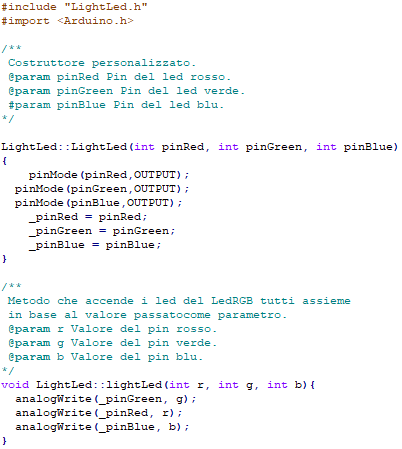 #include "LightLed.h"
#import <Arduino.h>
/**
Costruttore personalizzato.
@param pinRed Pin del led rosso.
@param pinGreen Pin del led verde.
#param pinBlue Pin del led blu.
*/
LightLed::LightLed(int pinRed, int pinGreen, int pinBlue)
{
pinMode(pinRed,OUTPUT);
pinMode(pinGreen,OUTPUT);
pinMode(pinBlue,OUTPUT);
_pinRed = pinRed;
_pinGreen = pinGreen;
_pinBlue = pinBlue;
}
/**
Metodo che accende i led del LedRGB tutti assieme
in base al valore passatocome parametro.
@param r Valore del pin rosso.
@param g Valore del pin verde.
@param b Valore del pin blu.
*/
void LightLed::lightLed(int r, int g, int b){
analogWrite(_pinGreen, g);
analogWrite(_pinRed, r);
analogWrite(_pinBlue, b);
}